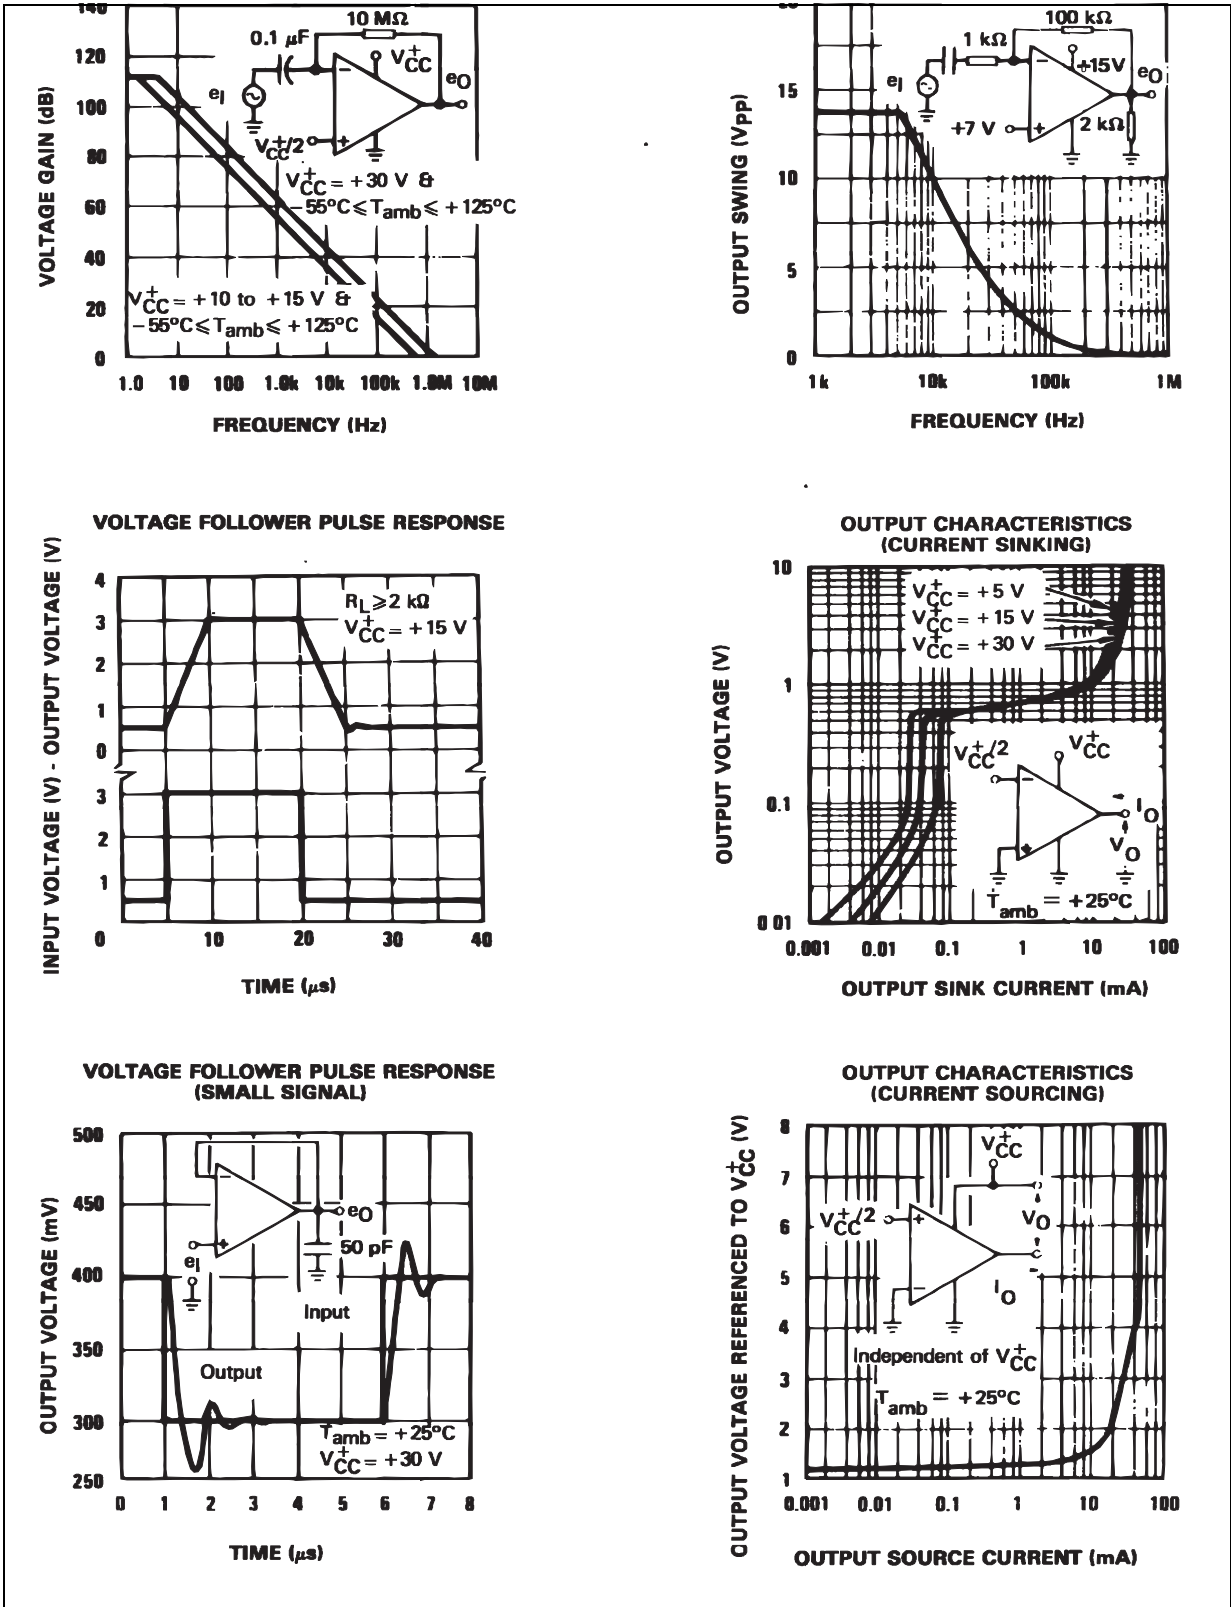 140
120
100
80
60
40
20
0
VOLTAGE GAIN (dB)
10 MΩ
0.1 μF
V+CC
eI
eO
−
+
V+CC/2
V+CC = +30 V &
−55°C ⩽ Tamb ⩽ +125°C
V+CC = +10 to +15 V &
−55°C ⩽ Tamb ⩽ +125°C
1.0 10 100 1.0k 10k 100k 1.0M 10M
FREQUENCY (Hz)
20
15
10
5
0
OUTPUT SWING (VPP)
100 kΩ
1 kΩ
−
+15V
eO
eI
+7 V
+
2 kΩ
1k 10k 100k 1M
FREQUENCY (Hz)
VOLTAGE FOLLOWER PULSE RESPONSE
INPUT VOLTAGE (V) - OUTPUT VOLTAGE (V)
4
3
2
1
0
3
2
1
RL ⩾ 2 kΩ
V+CC = +15 V
0 10 20 30 40
TIME (μs)
OUTPUT CHARACTERISTICS
(CURRENT SINKING)
OUTPUT VOLTAGE (V)
10
1
0.1
0 01
V+CC = +5 V
V+CC = +15 V
V+CC = +30 V
V+CC/2
V+CC
−
+
IO
VO
Tamb = +25°C
0.001 0.01 0.1 1 10 100
OUTPUT SINK CURRENT (mA)
VOLTAGE FOLLOWER PULSE RESPONSE
(SMALL SIGNAL)
OUTPUT VOLTAGE (mV)
500
450
400
350
300
250
−
+
eO
50 pF
eI
Input
Output
Tamb = +25°C
V+CC = +30 V
0 1 2 3 4 5 6 7 8
TIME (μs)
OUTPUT CHARACTERISTICS
(CURRENT SOURCING)
OUTPUT VOLTAGE REFERENCED TO V+CC (V)
8
7
6
5
4
3
2
1
V+CC
V+CC/2
+
−
VO
IO
Independent of V+CC
Tamb = +25°C
0.001 0.01 0.1 1 10 100
OUTPUT SOURCE CURRENT (mA)